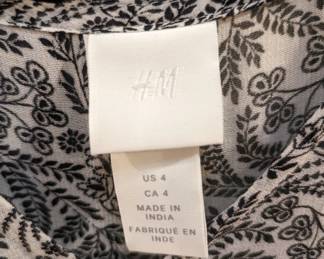 H&M
US 4
CA 4
MADE IN
INDIA
FABRIQUÉ EN
INDE